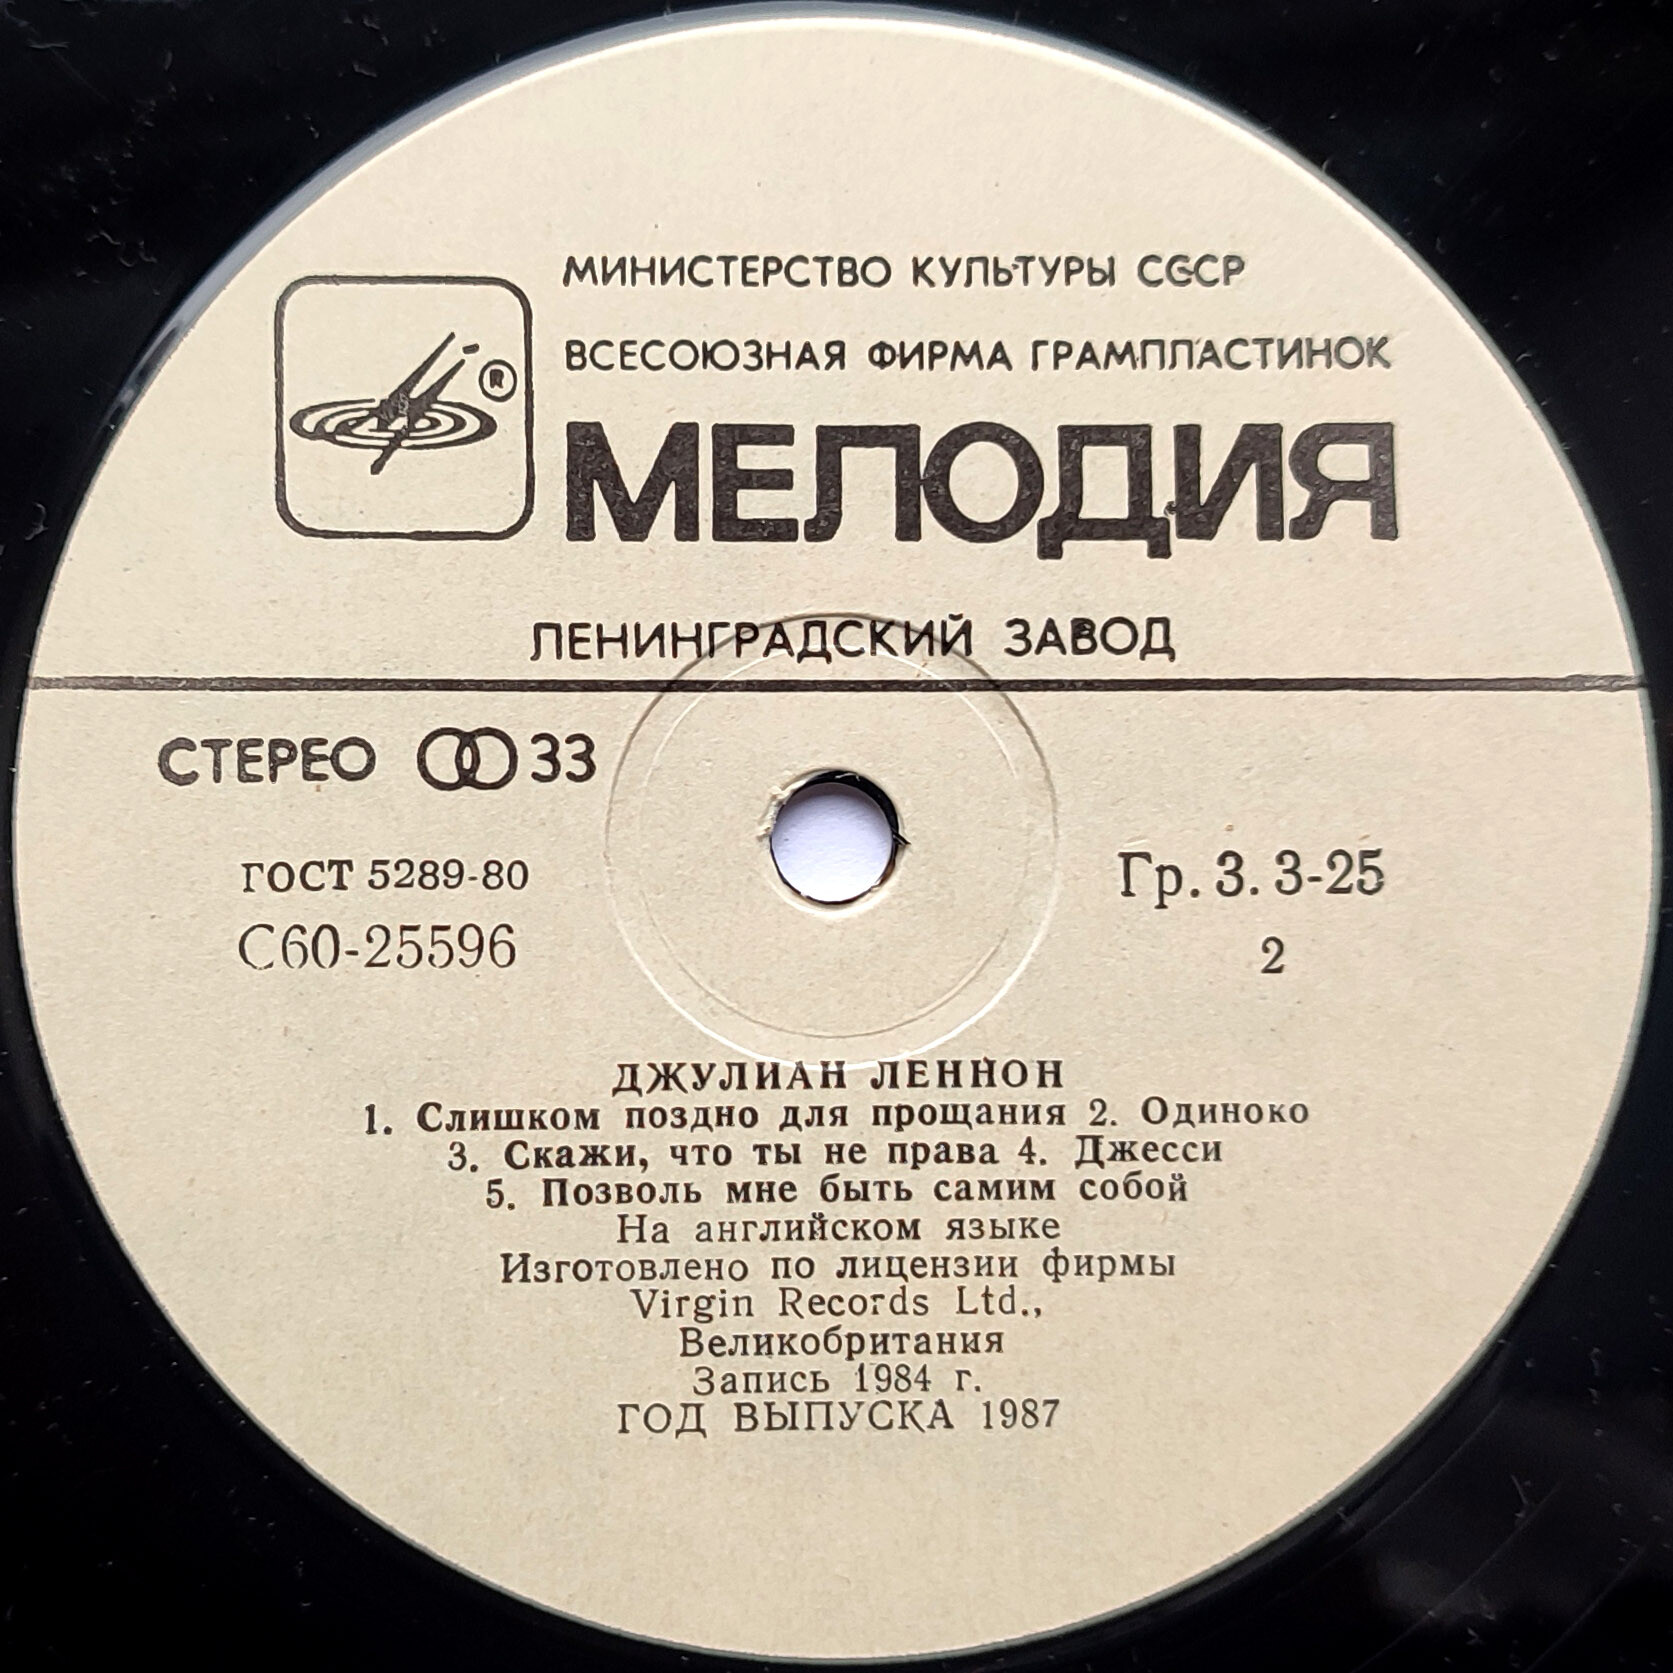 МИНИСТЕРСТВО КУЛЬТУРЫ СССР
ВСЕСОЮЗНАЯ ФИРМА ГРАМПЛАСТИНОК
®
МЕЛОДИЯ
ЛЕНИНГРАДСКИЙ ЗАВОД
СТЕРЕО 33
ГОСТ 5289-80
Гр. 3. 3-25
С60-25596
2
ДЖУЛИАН ЛЕННОН
1. Слишком поздно для прощания 2. Одиноко
3. Скажи, что ты не права 4. Джесси
5. Позволь мне быть самим собой
На английском языке
Изготовлено по лицензии фирмы
Virgin Records Ltd.,
Великобритания
Запись 1984 г.
ГОД ВЫПУСКА 1987